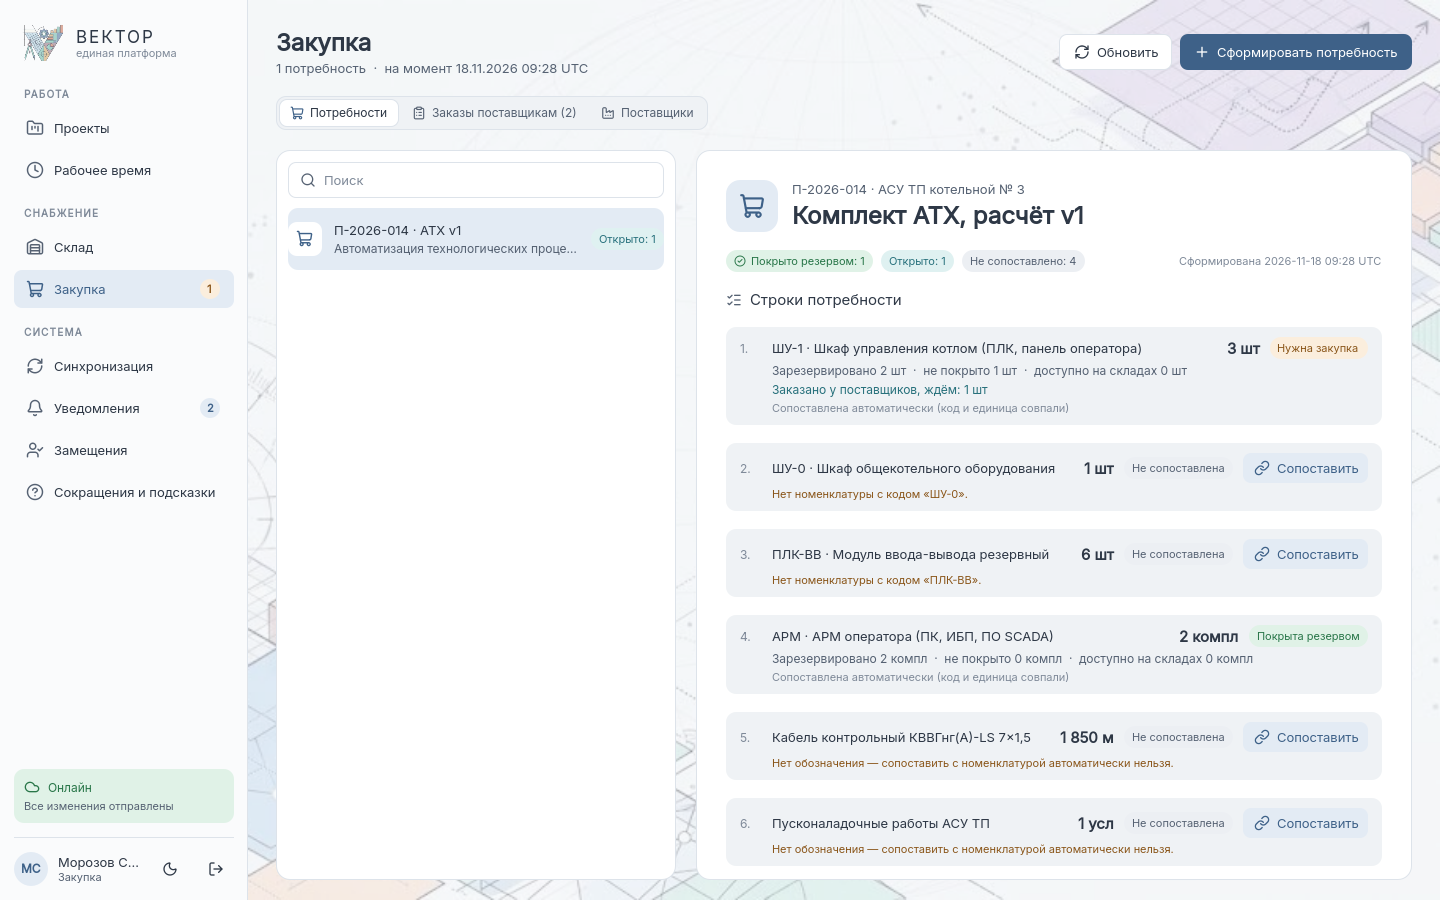 ВЕКТОР
единая платформа
РАБОТА
Проекты
Рабочее время
СНАБЖЕНИЕ
Склад
Закупка 1
СИСТЕМА
Синхронизация
Уведомления 2
Замещения
Сокращения и подсказки
Онлайн
Все изменения отправлены
МС Морозов С...
Закупка
Закупка
1 потребность · на момент 18.11.2026 09:28 UTC
Обновить
Сформировать потребность
Потребности
Заказы поставщикам (2)
Поставщики
Поиск
П-2026-014 · АТХ v1
Автоматизация технологических проце...
Открыто: 1
П-2026-014 · АСУ ТП котельной № 3
Комплект АТХ, расчёт v1
Покрыто резервом: 1
Открыто: 1
Не сопоставлено: 4
Сформирована 2026-11-18 09:28 UTC
Строки потребности
1. ШУ-1 · Шкаф управления котлом (ПЛК, панель оператора) 3 шт Нужна закупка
Зарезервировано 2 шт · не покрыто 1 шт · доступно на складах 0 шт
Заказано у поставщиков, ждём: 1 шт
Сопоставлена автоматически (код и единица совпали)
2. ШУ-0 · Шкаф общекотельного оборудования 1 шт Не сопоставлена Сопоставить
Нет номенклатуры с кодом «ШУ-0».
3. ПЛК-ВВ · Модуль ввода-вывода резервный 6 шт Не сопоставлена Сопоставить
Нет номенклатуры с кодом «ПЛК-ВВ».
4. АРМ · АРМ оператора (ПК, ИБП, ПО SCADA) 2 компл Покрыта резервом
Зарезервировано 2 компл · не покрыто 0 компл · доступно на складах 0 компл
Сопоставлена автоматически (код и единица совпали)
5. Кабель контрольный КВВГнг(А)-LS 7×1,5 1 850 м Не сопоставлена Сопоставить
Нет обозначения — сопоставить с номенклатурой автоматически нельзя.
6. Пусконаладочные работы АСУ ТП 1 усл Не сопоставлена Сопоставить
Нет обозначения — сопоставить с номенклатурой автоматически нельзя.